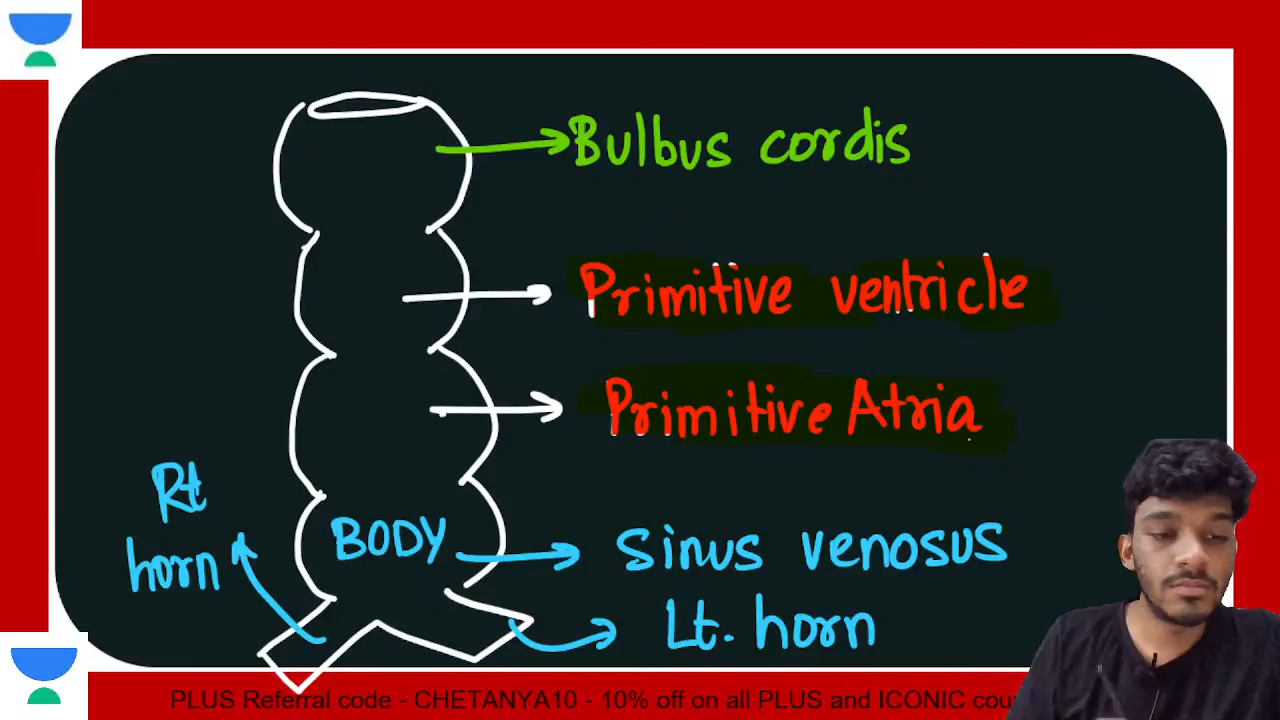 Bulbus cordis
Primitive ventricle
Primitive Atria
Rt
horn
BODY
Sinus venosus
Lt. horn
PLUS Referral code - CHETANYA10 - 10% off on all PLUS and ICONIC